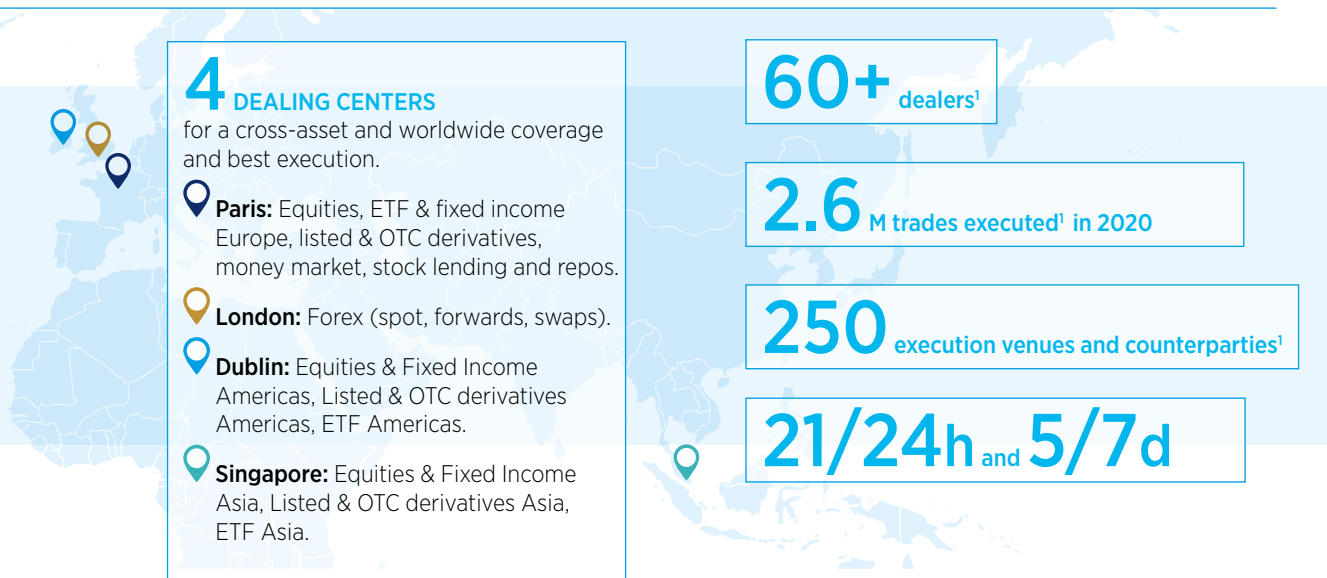 4 DEALING CENTERS
for a cross-asset and worldwide coverage
and best execution.
Paris: Equities, ETF & fixed income
Europe, listed & OTC derivatives,
money market, stock lending and repos.
London: Forex (spot, forwards, swaps).
Dublin: Equities & Fixed Income
Americas, Listed & OTC derivatives
Americas, ETF Americas.
Singapore: Equities & Fixed Income
Asia, Listed & OTC derivatives Asia,
ETF Asia.
60+ dealers¹
2.6 M trades executed¹ in 2020
250 execution venues and counterparties¹
21/24h and 5/7d